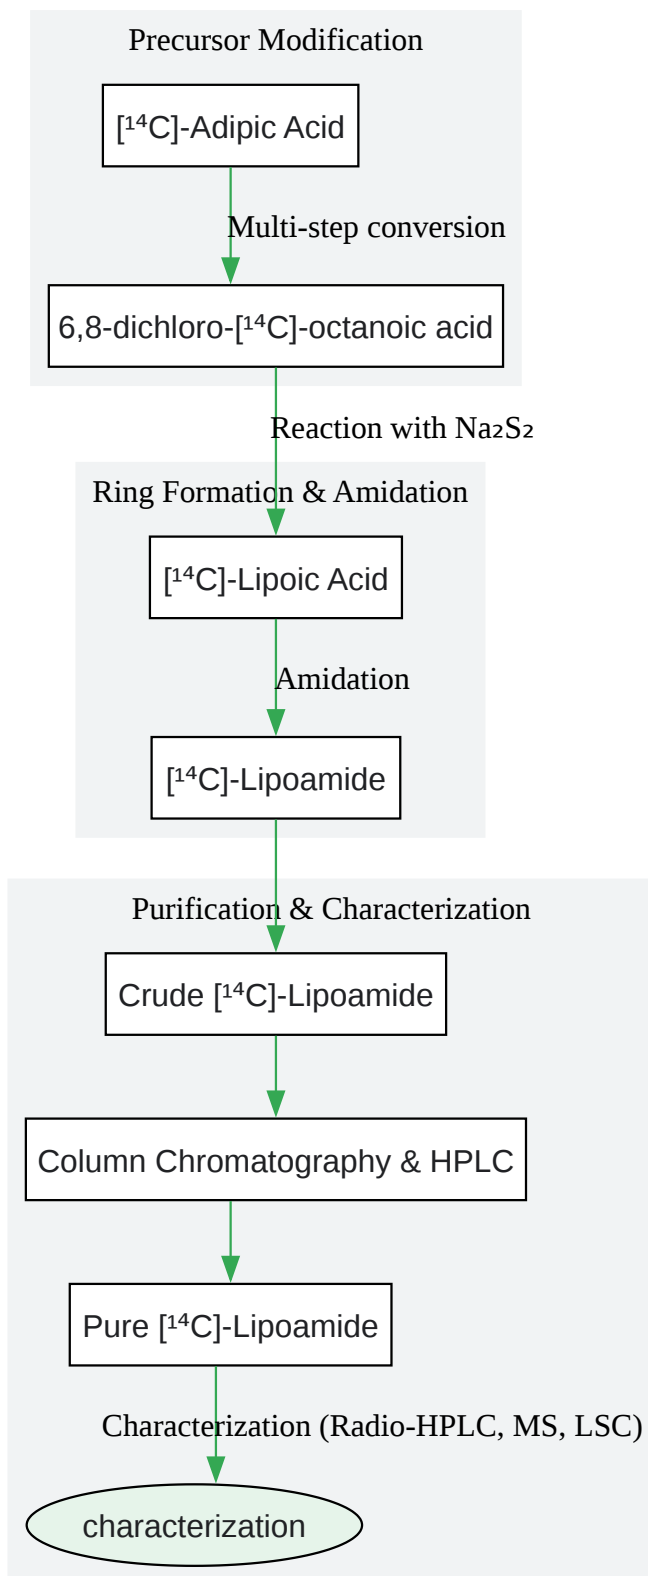 Precursor Modification
[¹⁴C]-Adipic Acid
Multi-step conversion
6,8-dichloro-[¹⁴C]-octanoic acid
Reaction with Na₂S₂
Ring Formation & Amidation
[¹⁴C]-Lipoic Acid
Amidation
[¹⁴C]-Lipoamide
Purification & Characterization
Crude [¹⁴C]-Lipoamide
Column Chromatography & HPLC
Pure [¹⁴C]-Lipoamide
Characterization (Radio-HPLC, MS, LSC)
characterization